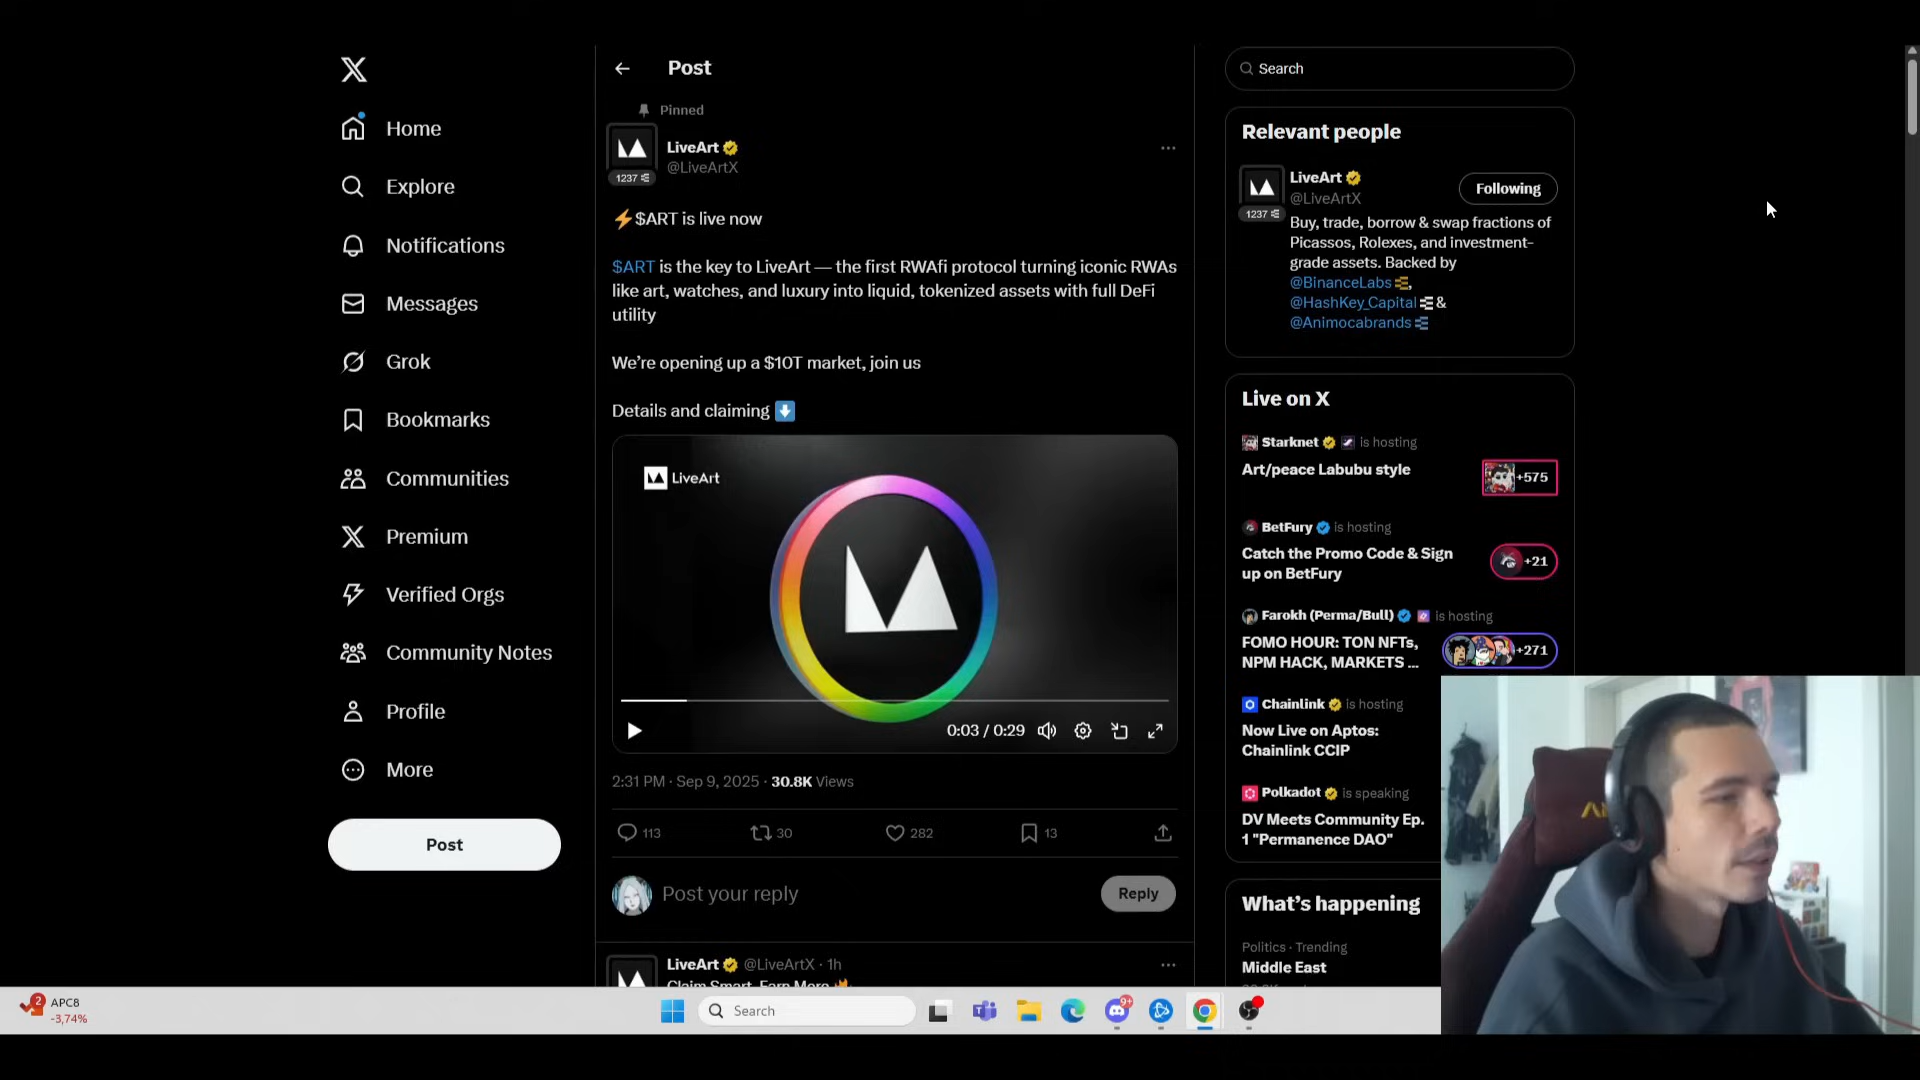 Home
Explore
Notifications
Messages
Grok
Bookmarks
Communities
Premium
Verified Orgs
Community Notes
Profile
More
Post
Post
Pinned
LiveArt
@LiveArtX
1237
⚡$ART is live now
$ART is the key to LiveArt — the first RWAfi protocol turning iconic RWAs
like art, watches, and luxury into liquid, tokenized assets with full DeFi
utility
We're opening up a $10T market, join us
Details and claiming ⬇
LiveArt
0:03 / 0:29
2:31 PM · Sep 9, 2025 · 30.8K Views
113 30 282 13
Post your reply
Reply
LiveArt @LiveArtX · 1h
Claim Smart, Earn More
Search
Relevant people
LiveArt
@LiveArtX
1237
Following
Buy, trade, borrow & swap fractions of
Picassos, Rolexes, and investment-
grade assets. Backed by
@BinanceLabs,
@HashKey_Capital &
@Animocabrands
Live on X
Starknet is hosting
Art/peace Labubu style
+575
BetFury is hosting
Catch the Promo Code & Sign
up on BetFury
+21
Farokh (Perma/Bull) is hosting
FOMO HOUR: TON NFTs,
NPM HACK, MARKETS ...
+271
Chainlink is hosting
Now Live on Aptos:
Chainlink CCIP
Polkadot is speaking
DV Meets Community Ep.
1 "Permanence DAO"
What's happening
Politics · Trending
Middle East
2
APC8
-3,74%
Search
9+